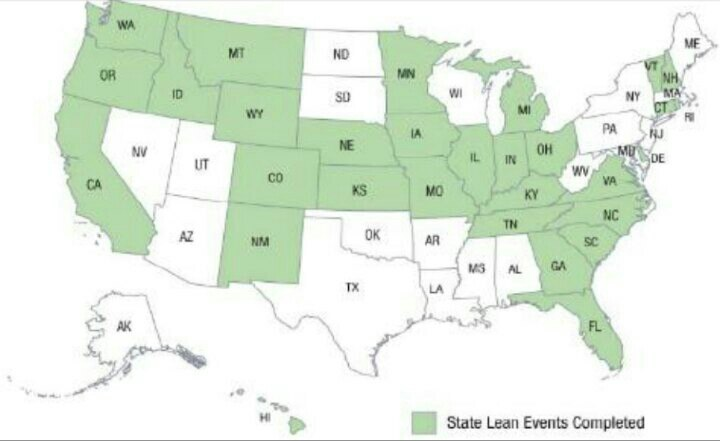 WA
MT
ND
MN
ME
OR
ID
SD
WI
MI
VT
NH
WY
NY
MA
CT
RI
IA
NE
PA
NJ
NV
UT
IL
IN
OH
MD
DE
CO
KS
MO
WV
VA
KY
CA
NC
TN
AZ
NM
OK
AR
SC
MS
AL
GA
TX
LA
AK
FL
HI
State Lean Events Completed